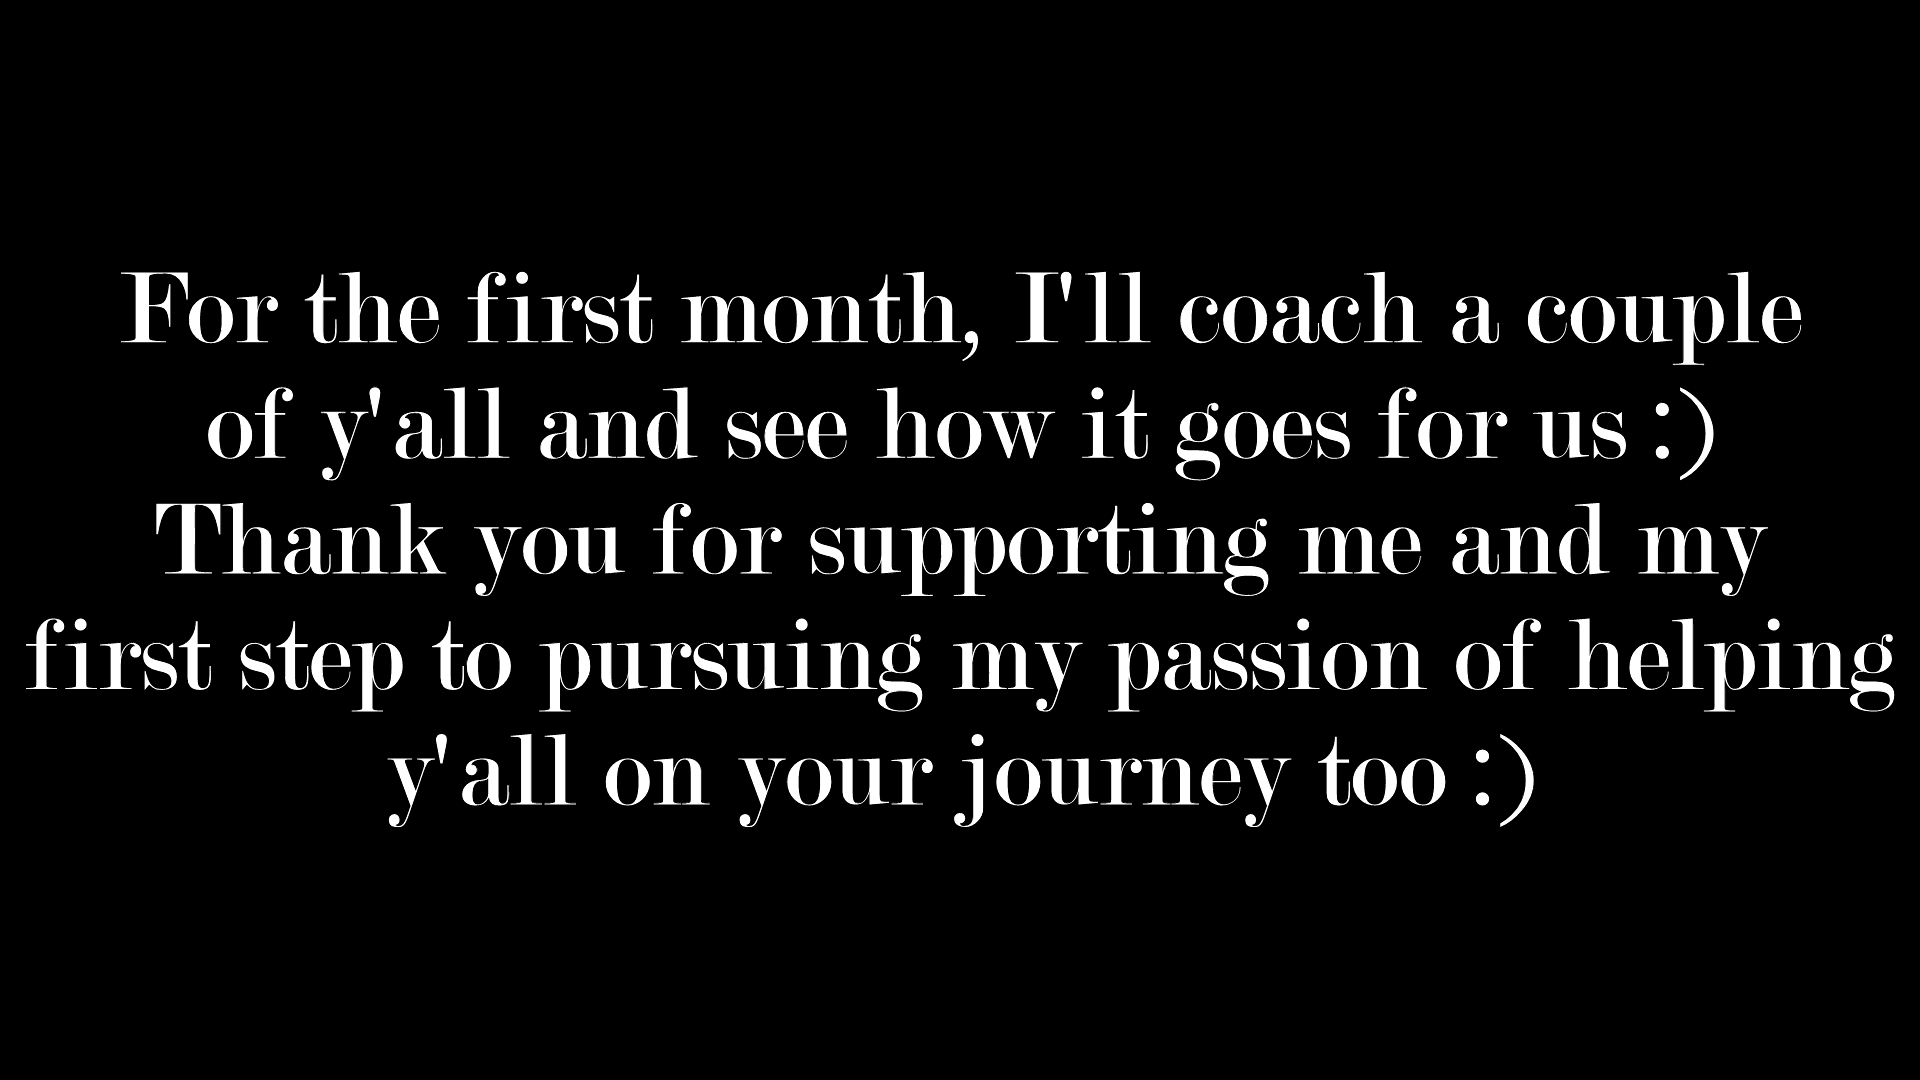 For the first month, I'll coach a couple
of y'all and see how it goes for us :)
Thank you for supporting me and my
first step to pursuing my passion of helping
y'all on your journey too :)